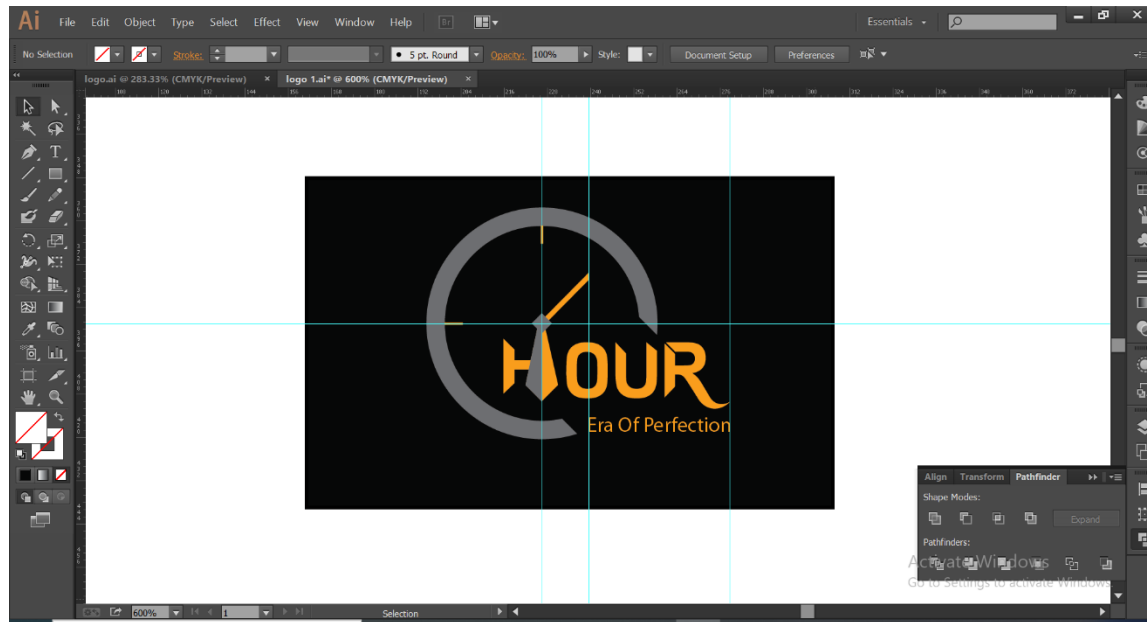 Ai File Edit Object Type Select Effect View Window Help Br Essentials
No Selection Stroke: 5 pt. Round Opacity: 100% Style: Document Setup Preferences
logo.ai @ 283.33% (CMYK/Preview) × logo 1.ai* @ 600% (CMYK/Preview) ×
HOUR
Era Of Perfection
Align Transform Pathfinder
Shape Modes:
Expand
Pathfinders:
Activate Windows
Go to Settings to activate Windows.
600% 1 Selection